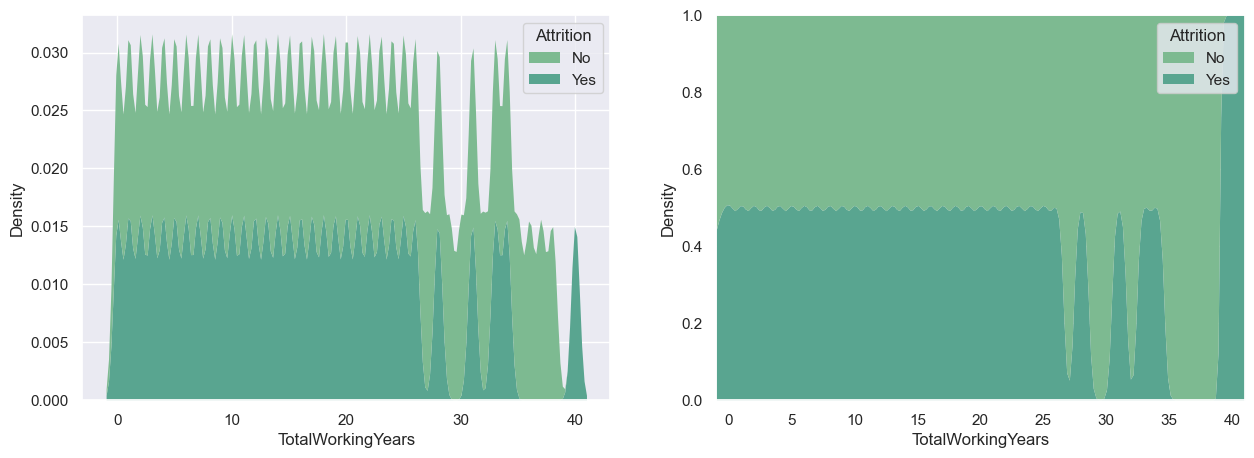 Attrition
No
Yes
0.030
0.025
0.020
0.015
0.010
0.005
0.000
Density
0
10
20
30
40
TotalWorkingYears
Attrition
No
Yes
1.0
0.8
0.6
0.4
0.2
0.0
Density
0
5
10
15
20
25
30
35
40
TotalWorkingYears